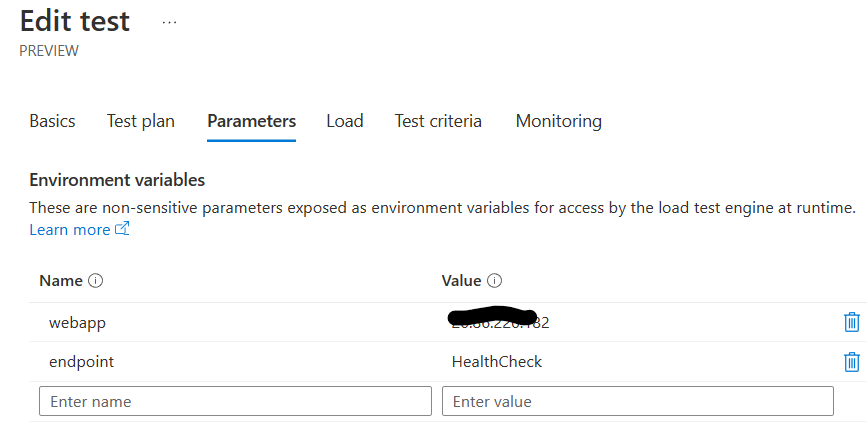 Edit test ...
PREVIEW
Basics Test plan Parameters Load Test criteria Monitoring
Environment variables
These are non-sensitive parameters exposed as environment variables for access by the load test engine at runtime.
Learn more
Name Value
webapp
endpoint HealthCheck
Enter name Enter value